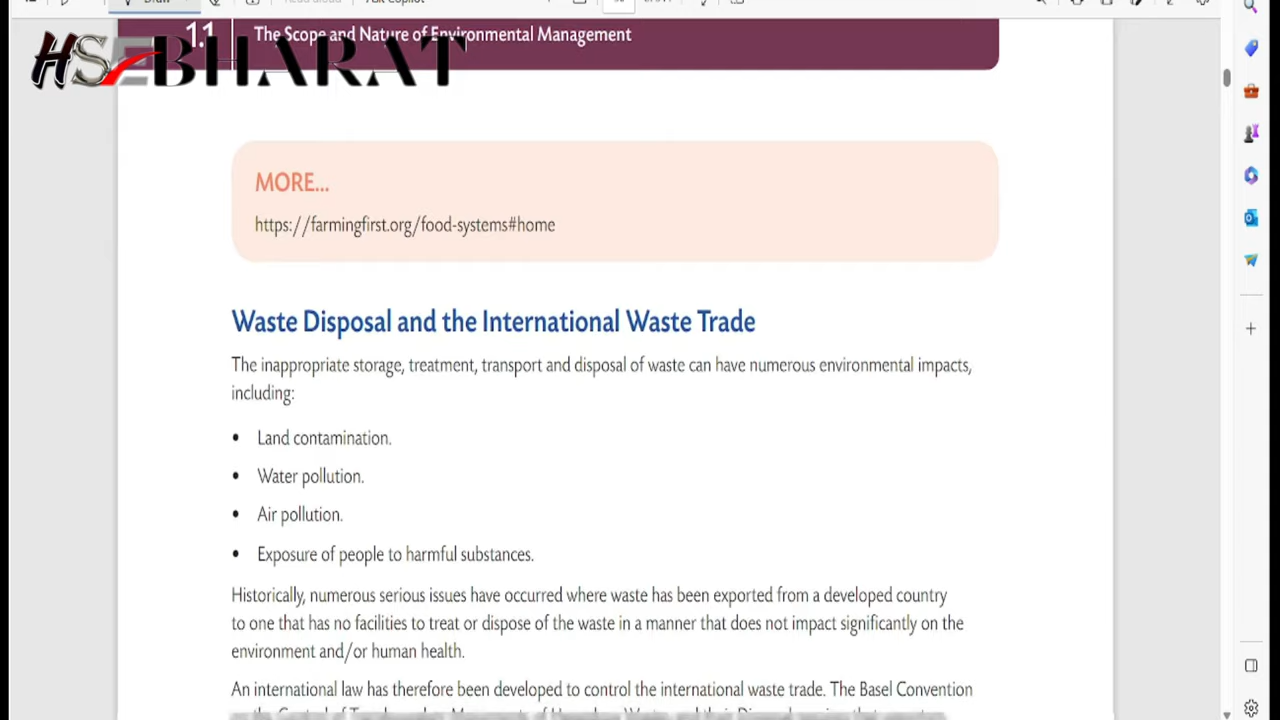 1.1 The Scope and Nature of Environmental Management
HSEBHARAT
MORE...
https://farmingfirst.org/food-systems#home
Waste Disposal and the International Waste Trade
The inappropriate storage, treatment, transport and disposal of waste can have numerous environmental impacts,
including:
• Land contamination.
• Water pollution.
• Air pollution.
• Exposure of people to harmful substances.
Historically, numerous serious issues have occurred where waste has been exported from a developed country
to one that has no facilities to treat or dispose of the waste in a manner that does not impact significantly on the
environment and/or human health.
An international law has therefore been developed to control the international waste trade. The Basel Convention